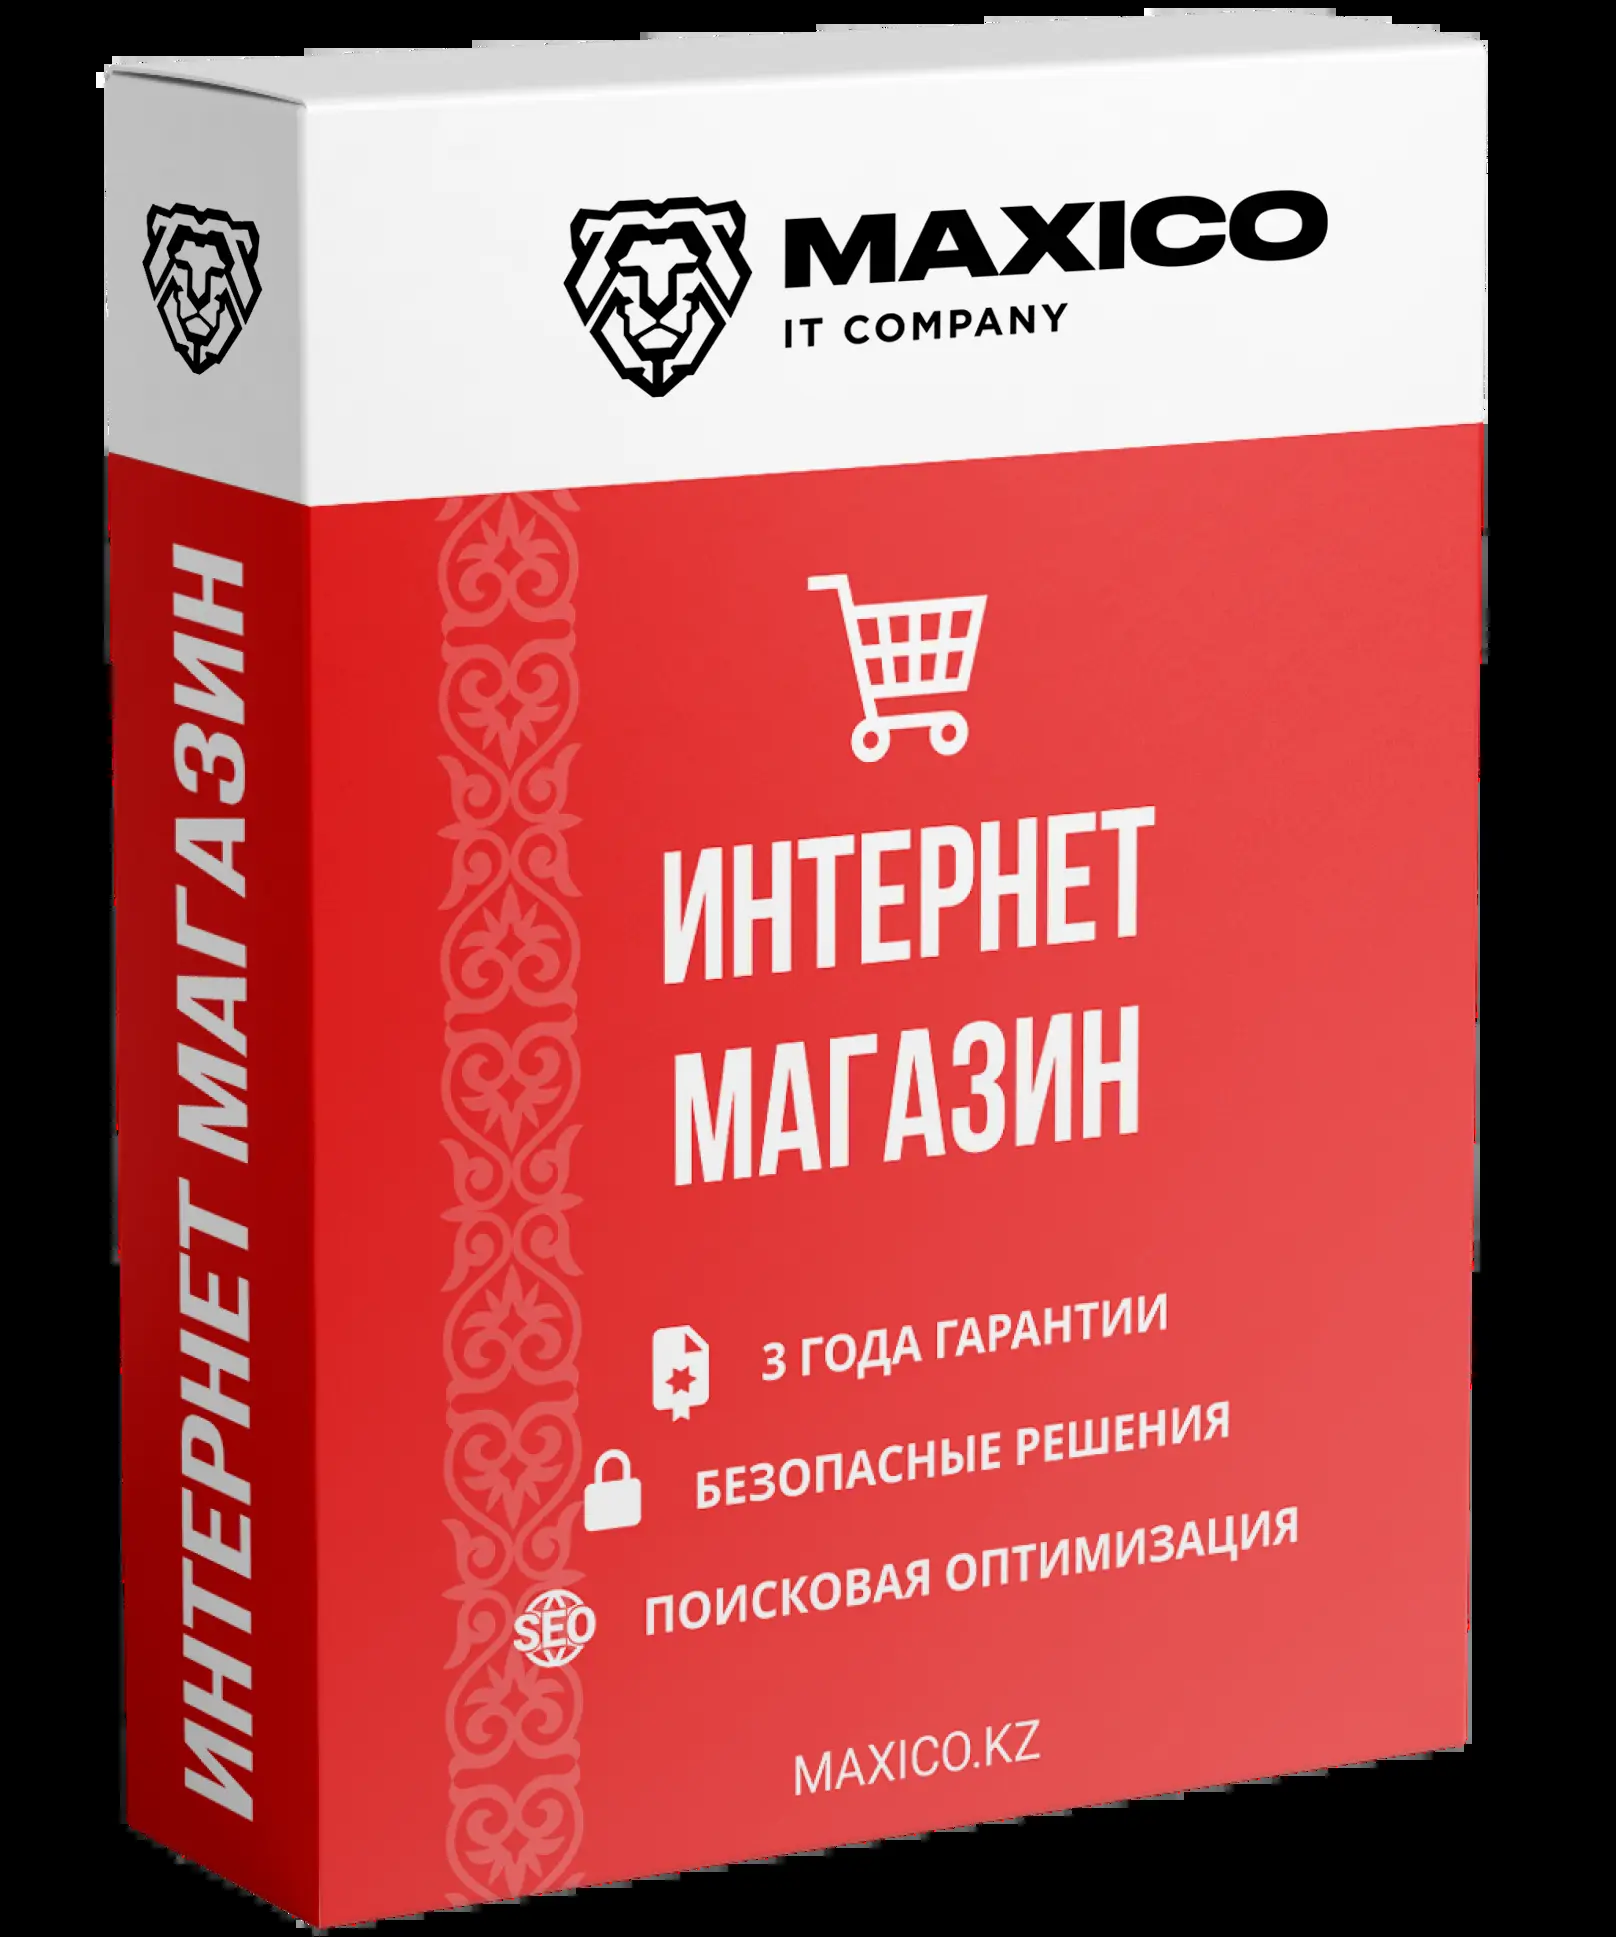 MAXICO
IT COMPANY
ИНТЕРНЕТ МАГАЗИН
ИНТЕРНЕТ
МАГАЗИН
3 ГОДА ГАРАНТИИ
БЕЗОПАСНЫЕ РЕШЕНИЯ
SEO
ПОИСКОВАЯ ОПТИМИЗАЦИЯ
MAXICO.KZ